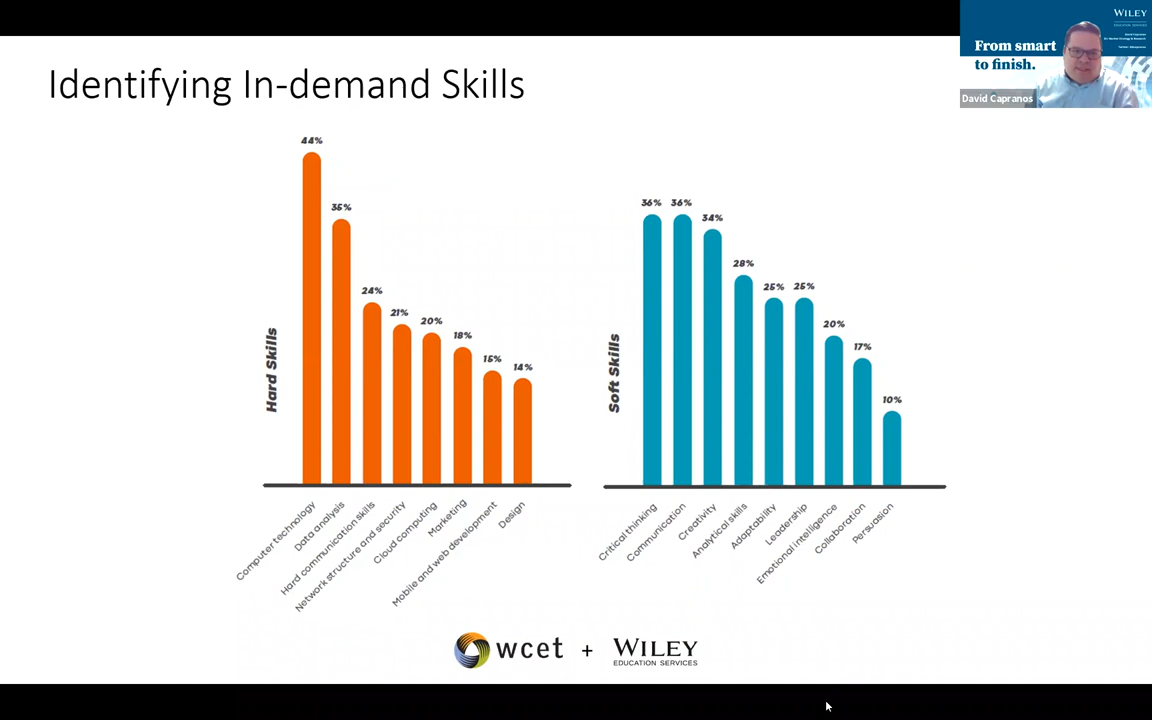 Identifying In-demand Skills
WILEY
EDUCATION SERVICES
From smart
to finish.
David Capranos
Hard Skills
44%
35%
24%
21%
20%
18%
15%
14%
Computer technology
Data analysis
Hard communication skills
Network structure and security
Cloud computing
Marketing
Mobile and web development
Design
Soft Skills
36%
36%
34%
28%
25%
25%
20%
17%
10%
Critical thinking
Communication
Creativity
Analytical skills
Adaptability
Leadership
Emotional intelligence
Collaboration
Persuasion
wcet + WILEY
EDUCATION SERVICES